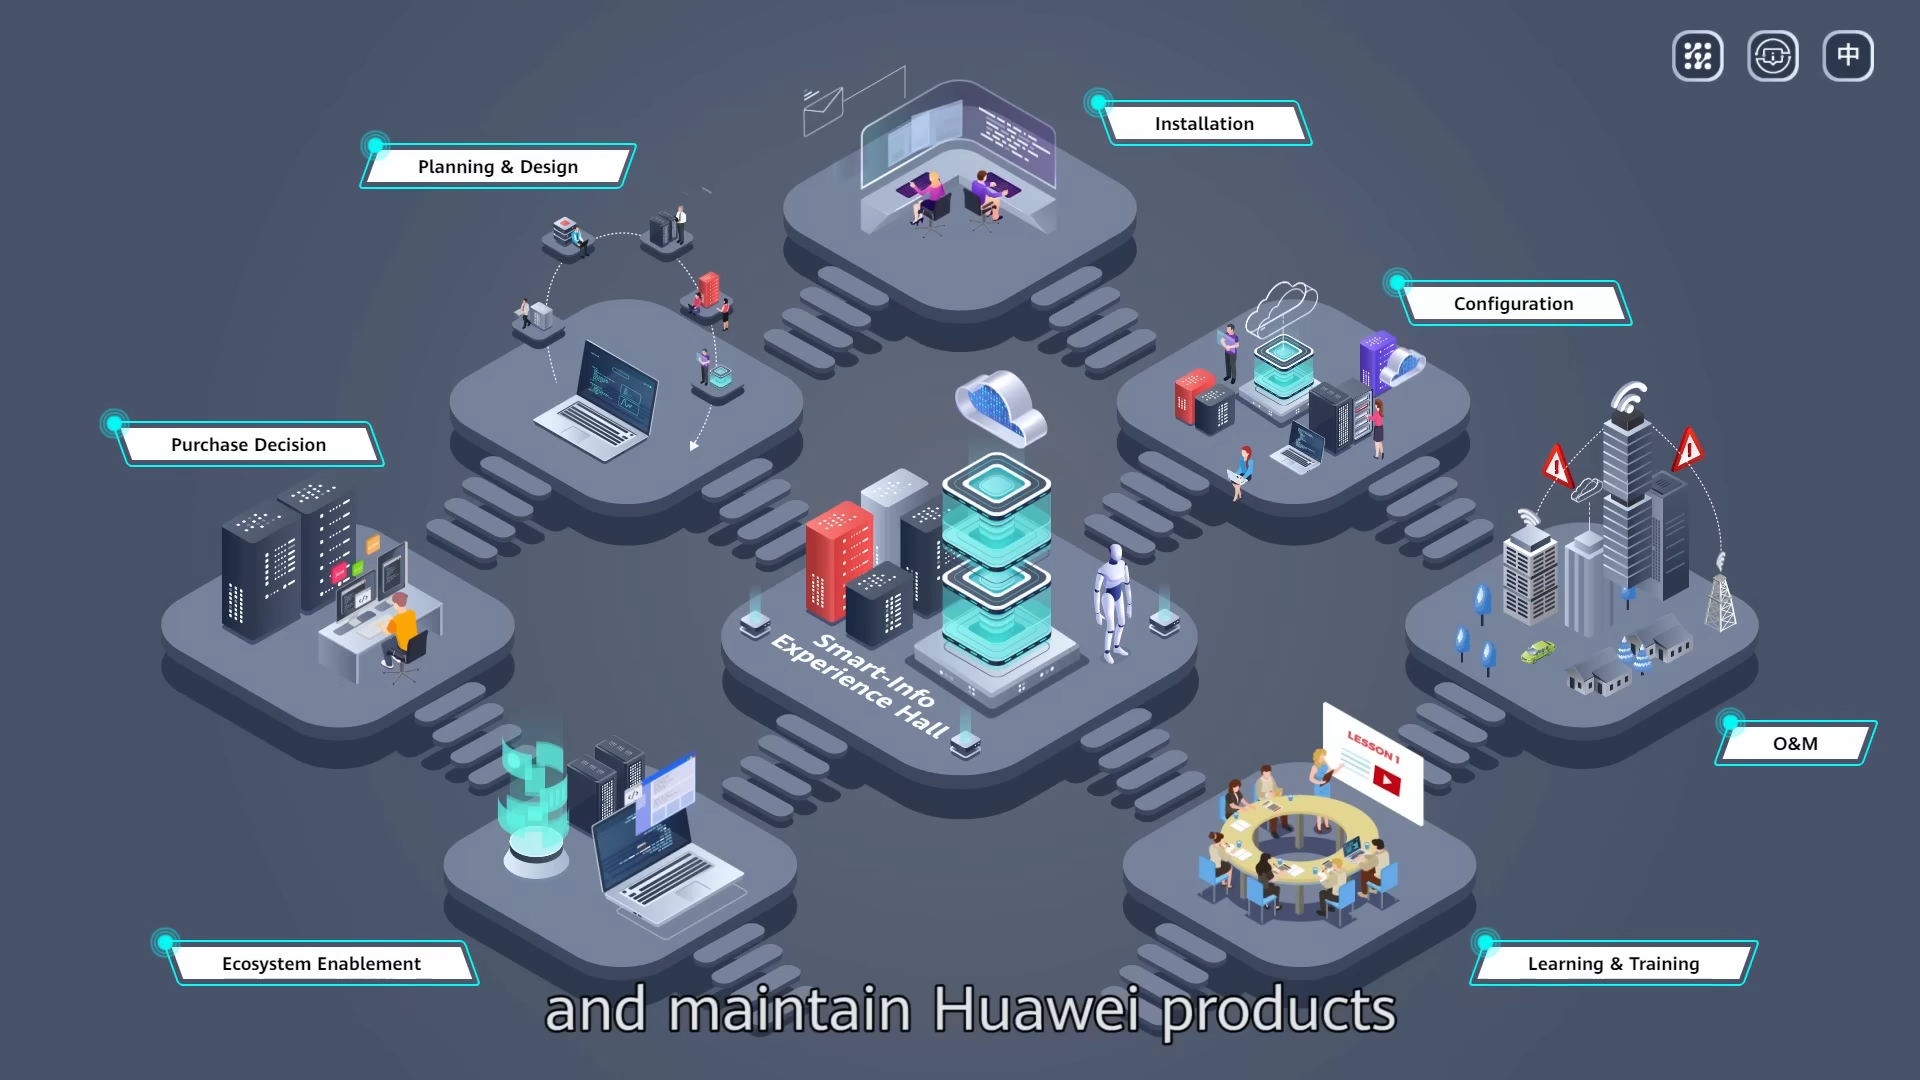 中
Installation
Planning & Design
Configuration
Purchase Decision
Smart-Info
Experience Hall
LESSON 1
O&M
Ecosystem Enablement
Learning & Training
and maintain Huawei products